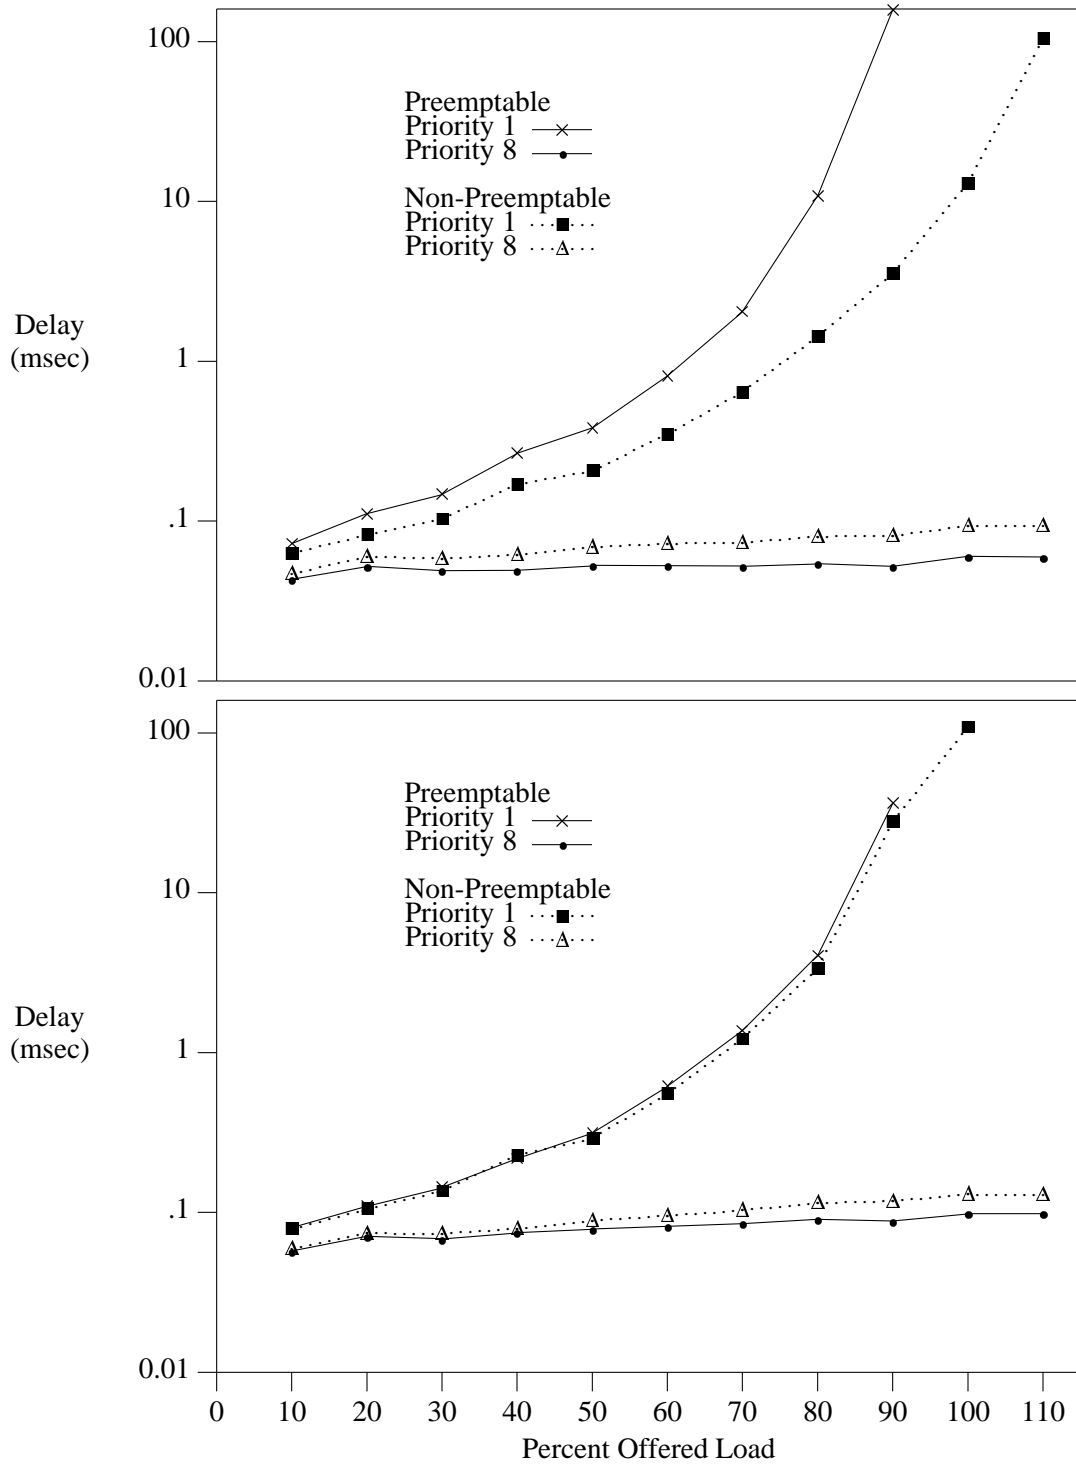 100
10
1
.1
0.01
Delay
(msec)
Preemptable
Priority 1
Priority 8
Non-Preemptable
Priority 1
Priority 8
100
10
1
.1
0.01
Delay
(msec)
Preemptable
Priority 1
Priority 8
Non-Preemptable
Priority 1
Priority 8
0 10 20 30 40 50 60 70 80 90 100 110
Percent Offered Load